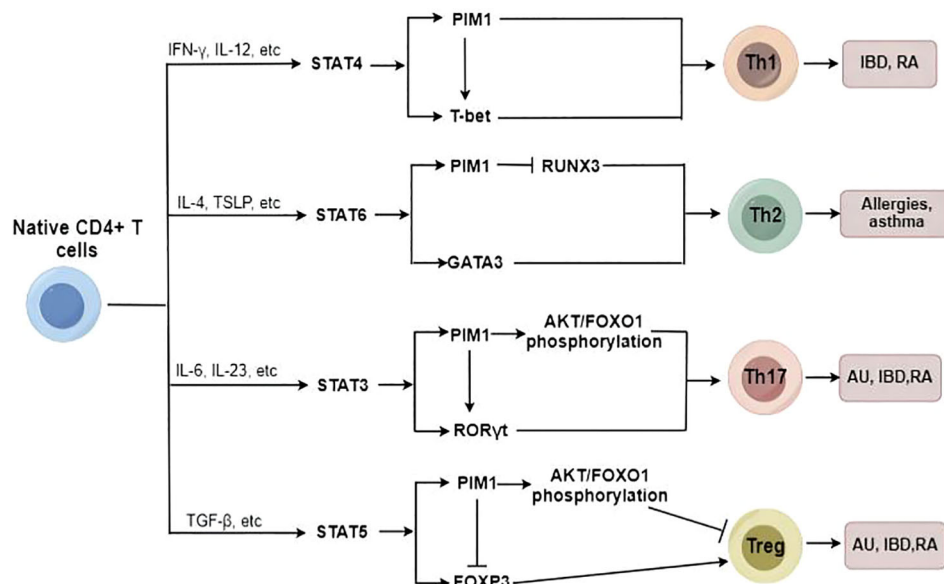 IFN-γ, IL-12, etc
STAT4
PIM1
T-bet
Th1
IBD, RA
IL-4, TSLP, etc
STAT6
PIM1
RUNX3
GATA3
Th2
Allergies,
asthma
Native CD4+ T
cells
IL-6, IL-23, etc
STAT3
PIM1
AKT/FOXO1
phosphorylation
RORγt
Th17
AU, IBD,RA
TGF-β, etc
STAT5
PIM1
AKT/FOXO1
phosphorylation
FOXP3
Treg
AU, IBD,RA